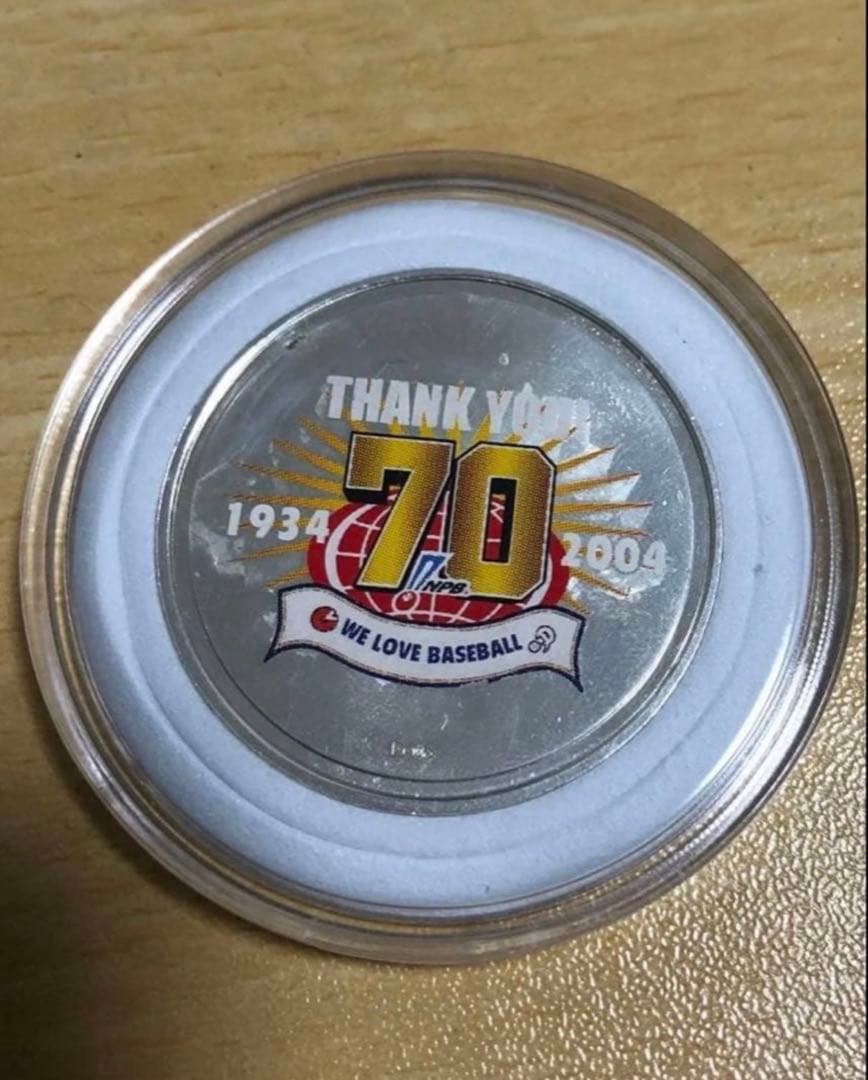 THANK YOU!
70
1934
2004
NPB
WE LOVE BASEBALL